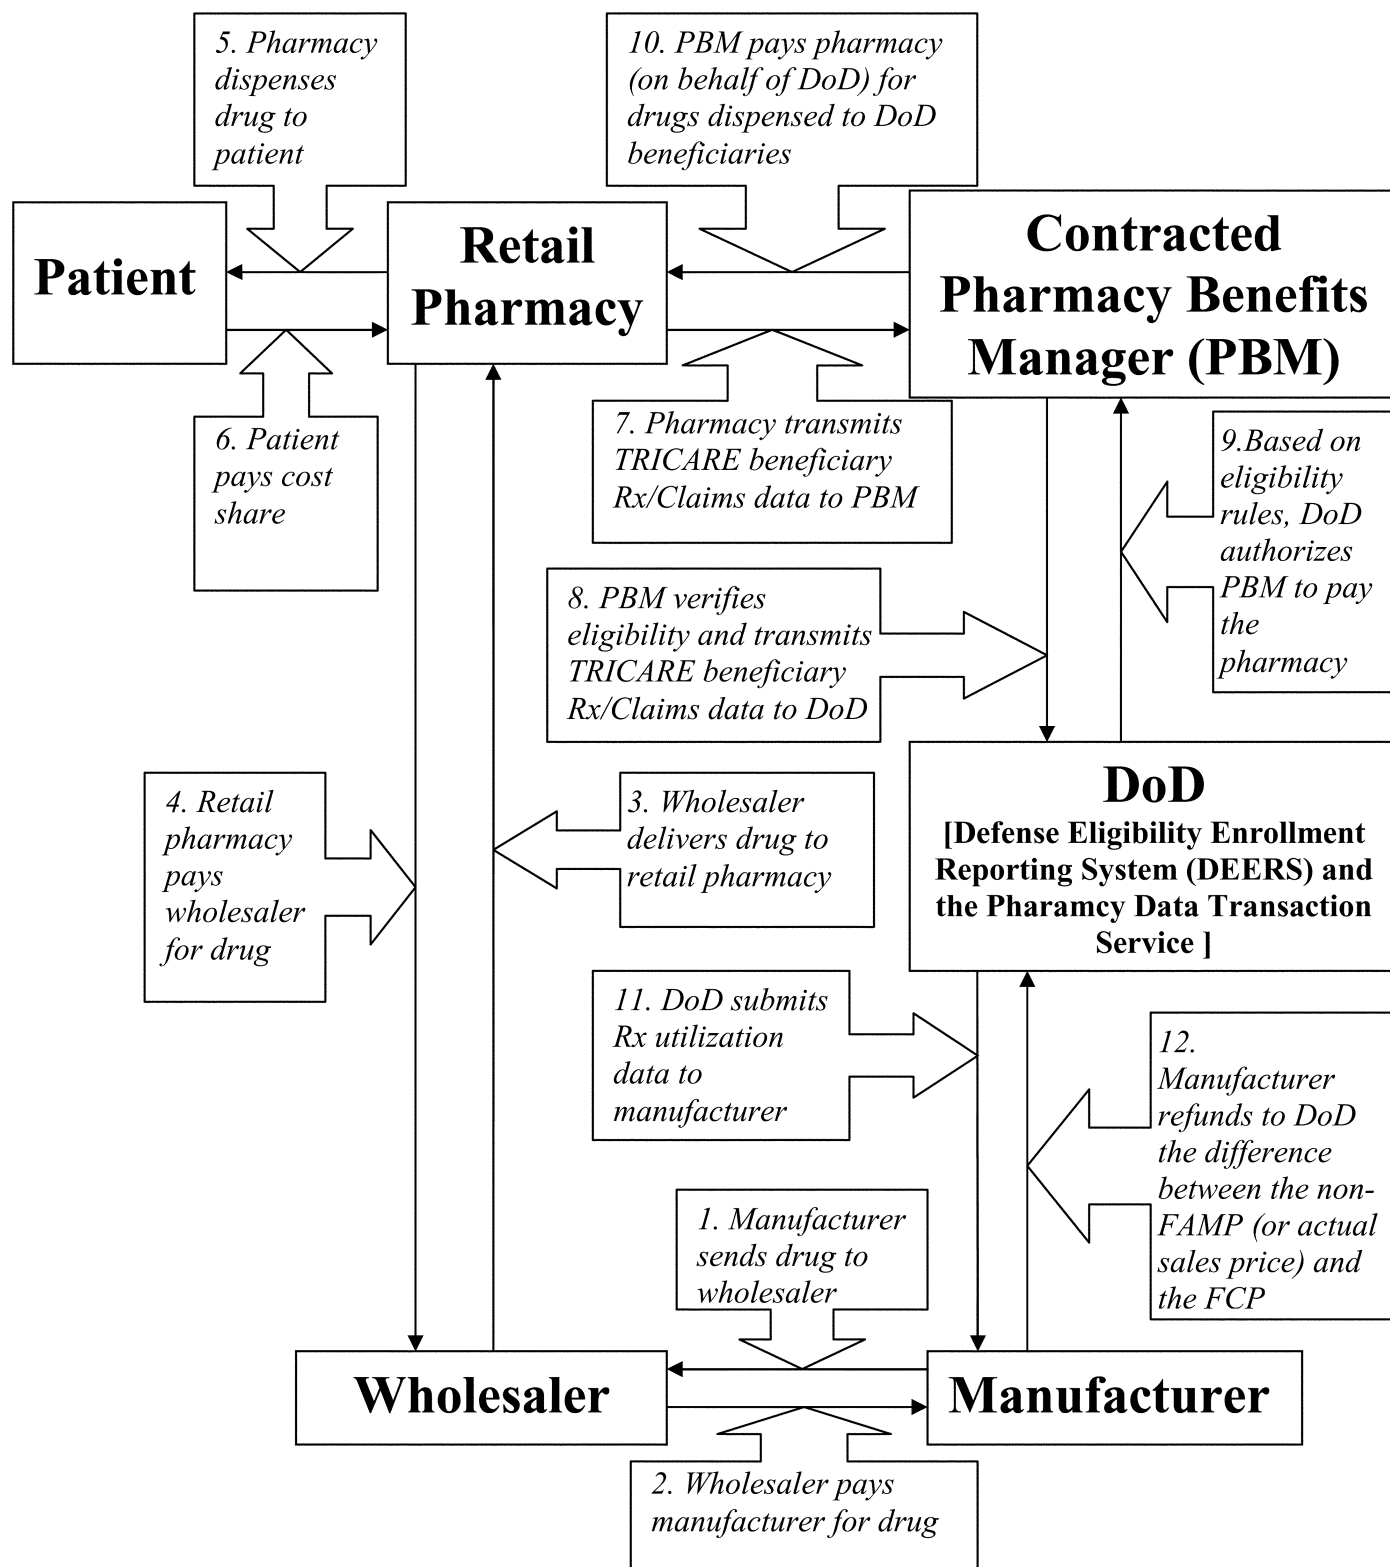 5. Pharmacy
dispenses
drug to
patient
10. PBM pays pharmacy
(on behalf of DoD) for
drugs dispensed to DoD
beneficiaries
Patient
Retail
Pharmacy
Contracted
Pharmacy Benefits
Manager (PBM)
6. Patient
pays cost
share
7. Pharmacy transmits
TRICARE beneficiary
Rx/Claims data to PBM
9.Based on
eligibility
rules, DoD
authorizes
PBM to pay
the
pharmacy
8. PBM verifies
eligibility and transmits
TRICARE beneficiary
Rx/Claims data to DoD
4. Retail
pharmacy
pays
wholesaler
for drug
3. Wholesaler
delivers drug to
retail pharmacy
DoD
[Defense Eligibility Enrollment
Reporting System (DEERS) and
the Pharamcy Data Transaction
Service ]
11. DoD submits
Rx utilization
data to
manufacturer
12.
Manufacturer
refunds to DoD
the difference
between the non-
FAMP (or actual
sales price) and
the FCP
1. Manufacturer
sends drug to
wholesaler
Wholesaler
Manufacturer
2. Wholesaler pays
manufacturer for drug